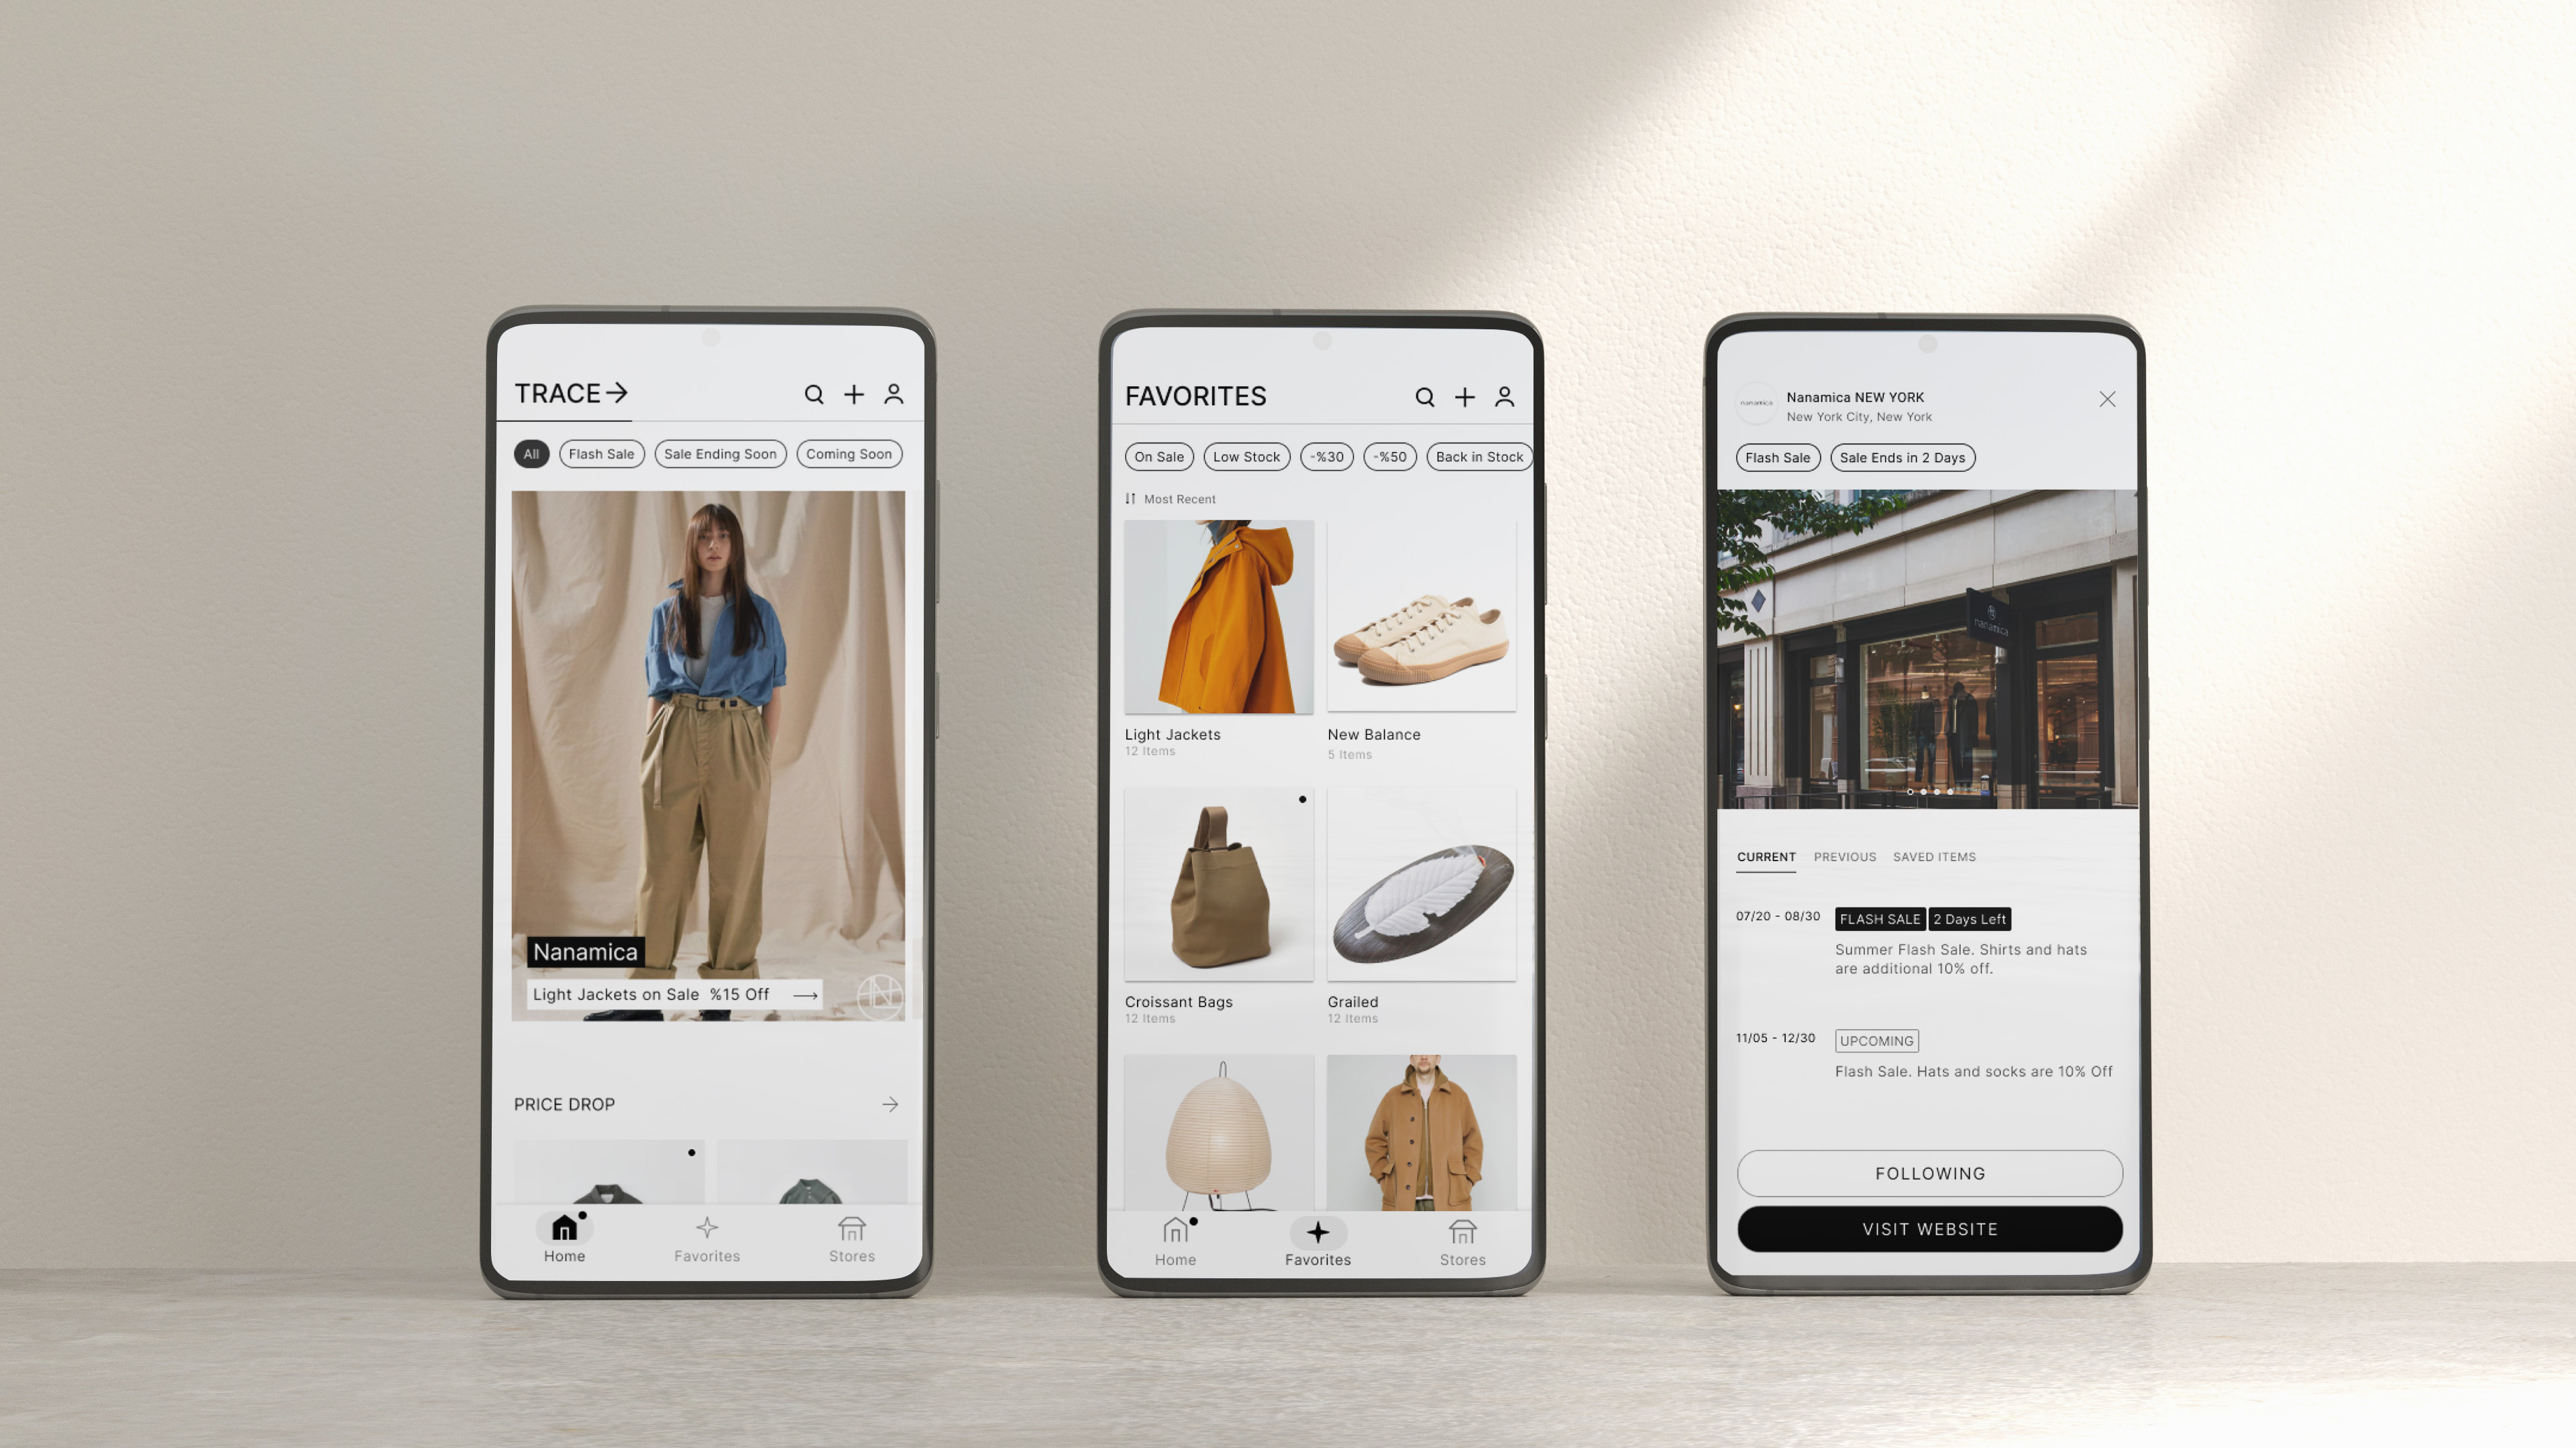 TRACE→
All Flash Sale Sale Ending Soon Coming Soon
Nanamica
Light Jackets on Sale %15 Off →
PRICE DROP →
Home Favorites Stores
FAVORITES
On Sale Low Stock -%30 -%50 Back in Stock
Most Recent
Light Jackets
12 Items
New Balance
5 Items
Croissant Bags
12 Items
Grailed
12 Items
Home Favorites Stores
nanamica
Nanamica NEW YORK
New York City, New York
Flash Sale Sale Ends in 2 Days
nanamica
CURRENT PREVIOUS SAVED ITEMS
07/20 - 08/30 FLASH SALE 2 Days Left
Summer Flash Sale. Shirts and hats
are additional 10% off.
11/05 - 12/30 UPCOMING
Flash Sale. Hats and socks are 10% Off
FOLLOWING
VISIT WEBSITE